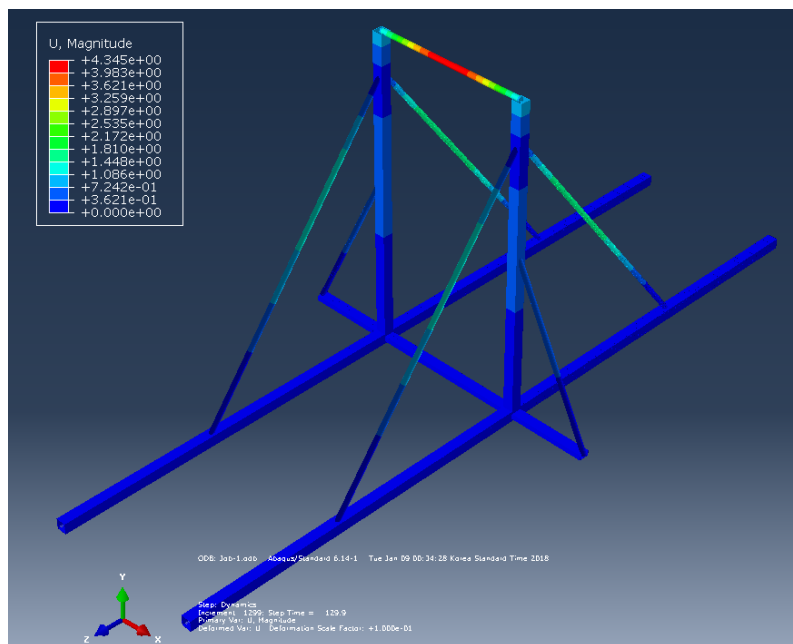 U, Magnitude
+4.345e+00
+3.983e+00
+3.621e+00
+3.259e+00
+2.897e+00
+2.535e+00
+2.172e+00
+1.810e+00
+1.448e+00
+1.086e+00
+7.242e-01
+3.621e-01
+0.000e+00
ODB: Job-1.odb Abaqus/Standard 6.14-1 Tue Jan 09 00:34:28 Korea Standard Time 2018
Y
Z
X
Step: Dynamics
Increment 1299: Step Time = 129.9
Primary Var: U, Magnitude
Deformed Var: U Deformation Scale Factor: +1.000e-01